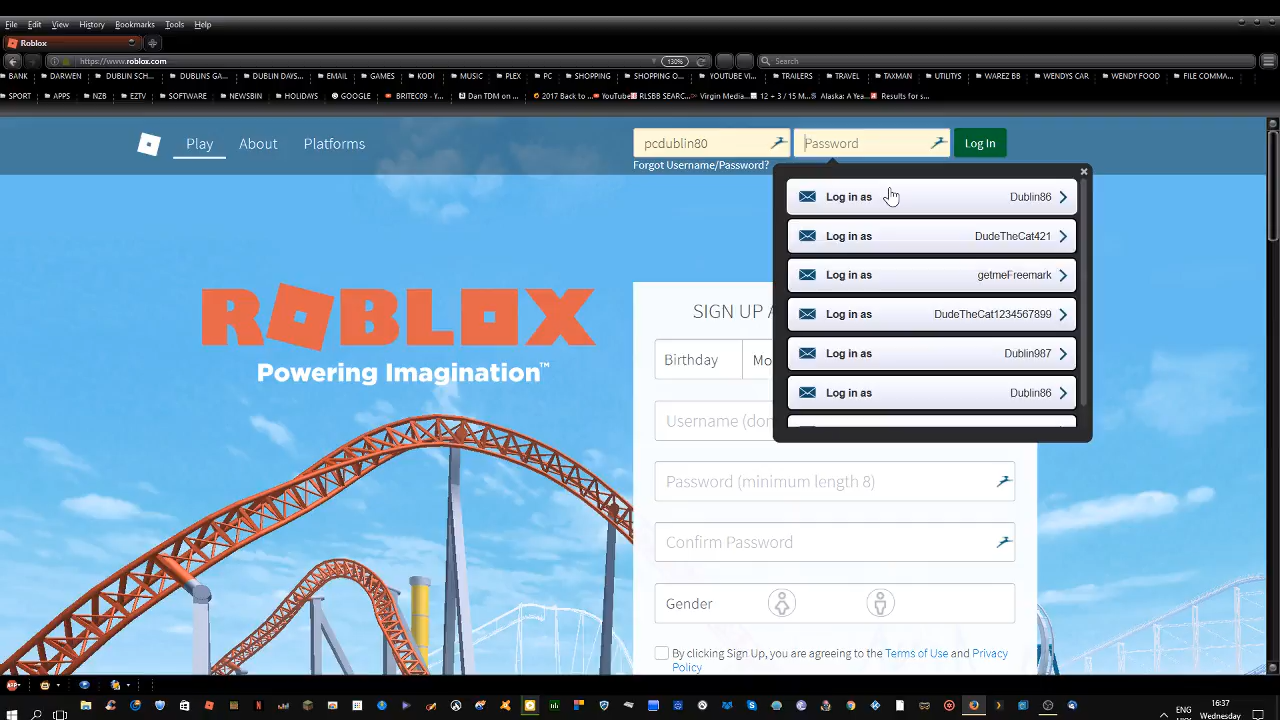 File Edit View History Bookmarks Tools Help
Roblox
https://www.roblox.com 130% Search
BANK DARWEN DUBLIN SCH... DUBLINS GA... DUBLIN DAYS... EMAIL GAMES KODI MUSIC PLEX PC SHOPPING SHOPPING O... YOUTUBE VI... TRAILERS TRAVEL TAXMAN UTILITYS WAREZ BB WENDYS CAR WENDY FOOD FILE COMMA...
SPORT APPS NZB EZTV SOFTWARE NEWSBIN HOLIDAYS GOOGLE BRITEC09 - Y... Dan TDM on ... 2017 Back to ... YouTube RLSBB SEARC... Virgin Media... 12 ÷ 3 / 15 M... Alaska: A Yea... Results for s...
Play About Platforms pcdublin80 Password Log In
Forgot Username/Password?
Log in as Dublin86
Log in as DudeTheCat421
Log in as getmeFreemark
Log in as DudeTheCat1234567899
Log in as Dublin987
Log in as Dublin86
ROBLOX
Powering Imagination™
SIGN UP A
Birthday Mo
Username (don
Password (minimum length 8)
Confirm Password
Gender
By clicking Sign Up, you are agreeing to the Terms of Use and Privacy
Policy
16:37
ENG
Wednesday